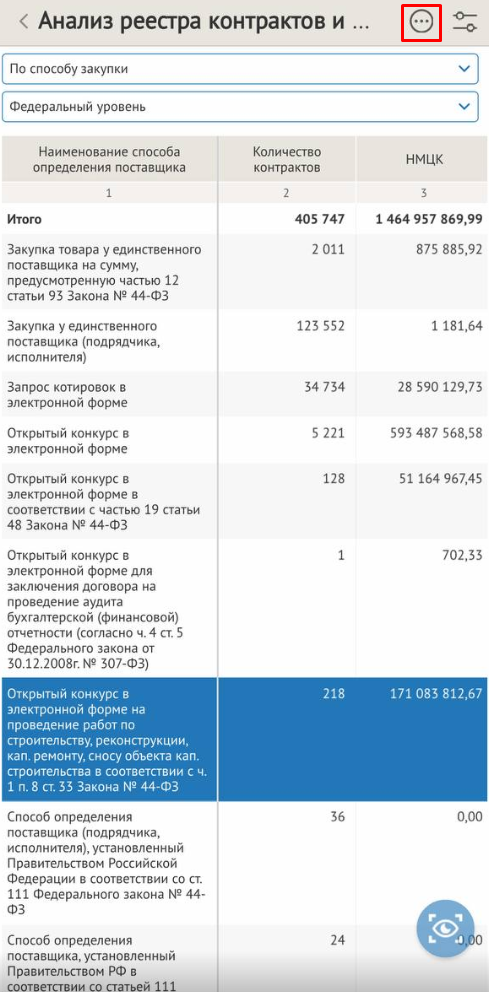 Анализ реестра контрактов и ...
По способу закупки
Федеральный уровень
Наименование способа
определения поставщика
Количество
контрактов
НМЦК
1
2
3
Итого
405 747
1 464 957 869,99
Закупка товара у единственного
поставщика на сумму,
предусмотренную частью 12
статьи 93 Закона № 44-ФЗ
2 011
875 885,92
Закупка у единственного
поставщика (подрядчика,
исполнителя)
123 552
1 181,64
Запрос котировок в
электронной форме
34 734
28 590 129,73
Открытый конкурс в
электронной форме
5 221
593 487 568,58
Открытый конкурс в
электронной форме в
соответствии с частью 19 статьи
48 Закона № 44-ФЗ
128
51 164 967,45
Открытый конкурс в
электронной форме для
заключения договора на
проведение аудита
бухгалтерской (финансовой)
отчетности (согласно ч. 4 ст. 5
Федерального закона от
30.12.2008г. № 307-ФЗ)
1
702,33
Открытый конкурс в
электронной форме на
проведение работ по
строительству, реконструкции,
кап. ремонту, сносу объекта кап.
строительства в соответствии с ч.
1 п. 8 ст. 33 Закона № 44-ФЗ
218
171 083 812,67
Способ определения
поставщика (подрядчика,
исполнителя), установленный
Правительством Российской
Федерации в соответствии со ст.
111 Федерального закона № 44-
ФЗ
36
0,00
Способ определения
поставщика, установленный
Правительством РФ в
соответствии со статьей 111
24
0,00